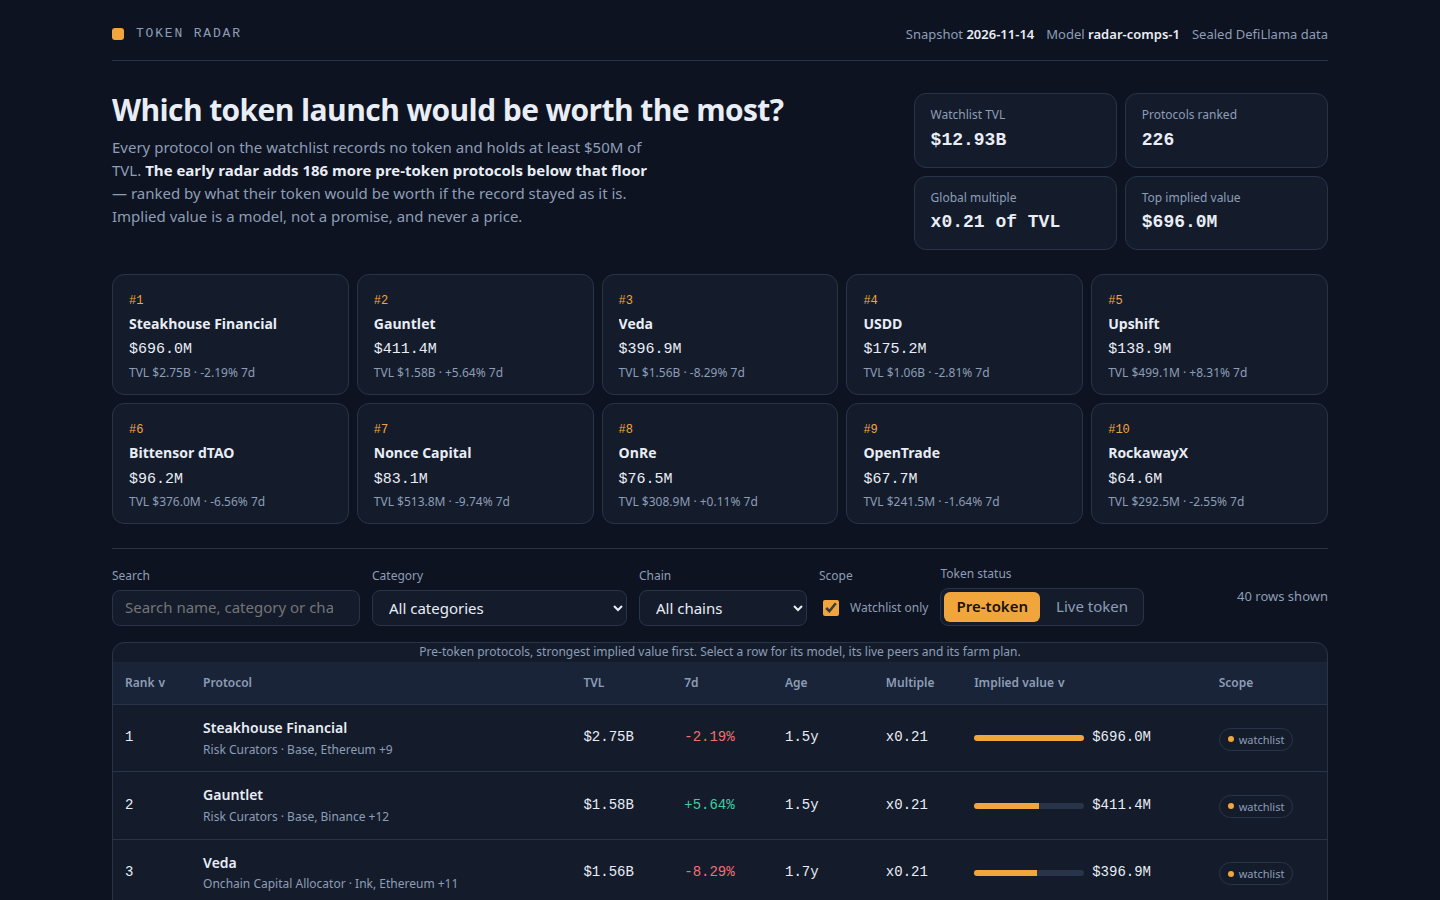 TOKEN RADAR
Snapshot 2026-11-14 Model radar-comps-1 Sealed DefiLlama data
Which token launch would be worth the most?
Every protocol on the watchlist records no token and holds at least $50M of
TVL. The early radar adds 186 more pre-token protocols below that floor
— ranked by what their token would be worth if the record stayed as it is.
Implied value is a model, not a promise, and never a price.
Watchlist TVL
$12.93B
Protocols ranked
226
Global multiple
x0.21 of TVL
Top implied value
$696.0M
#1
Steakhouse Financial
$696.0M
TVL $2.75B · -2.19% 7d
#2
Gauntlet
$411.4M
TVL $1.58B · +5.64% 7d
#3
Veda
$396.9M
TVL $1.56B · -8.29% 7d
#4
USDD
$175.2M
TVL $1.06B · -2.81% 7d
#5
Upshift
$138.9M
TVL $499.1M · +8.31% 7d
#6
Bittensor dTAO
$96.2M
TVL $376.0M · -6.56% 7d
#7
Nonce Capital
$83.1M
TVL $513.8M · -9.74% 7d
#8
OnRe
$76.5M
TVL $308.9M · +0.11% 7d
#9
OpenTrade
$67.7M
TVL $241.5M · -1.64% 7d
#10
RockawayX
$64.6M
TVL $292.5M · -2.55% 7d
Search
Search name, category or cha
Category
All categories
Chain
All chains
Scope
Watchlist only
Token status
Pre-token Live token
40 rows shown
Pre-token protocols, strongest implied value first. Select a row for its model, its live peers and its farm plan.
Rank v Protocol TVL 7d Age Multiple Implied value v Scope
1 Steakhouse Financial $2.75B -2.19% 1.5y x0.21 $696.0M watchlist
Risk Curators · Base, Ethereum +9
2 Gauntlet $1.58B +5.64% 1.5y x0.21 $411.4M watchlist
Risk Curators · Base, Binance +12
3 Veda $1.56B -8.29% 1.7y x0.21 $396.9M watchlist
Onchain Capital Allocator · Ink, Ethereum +11